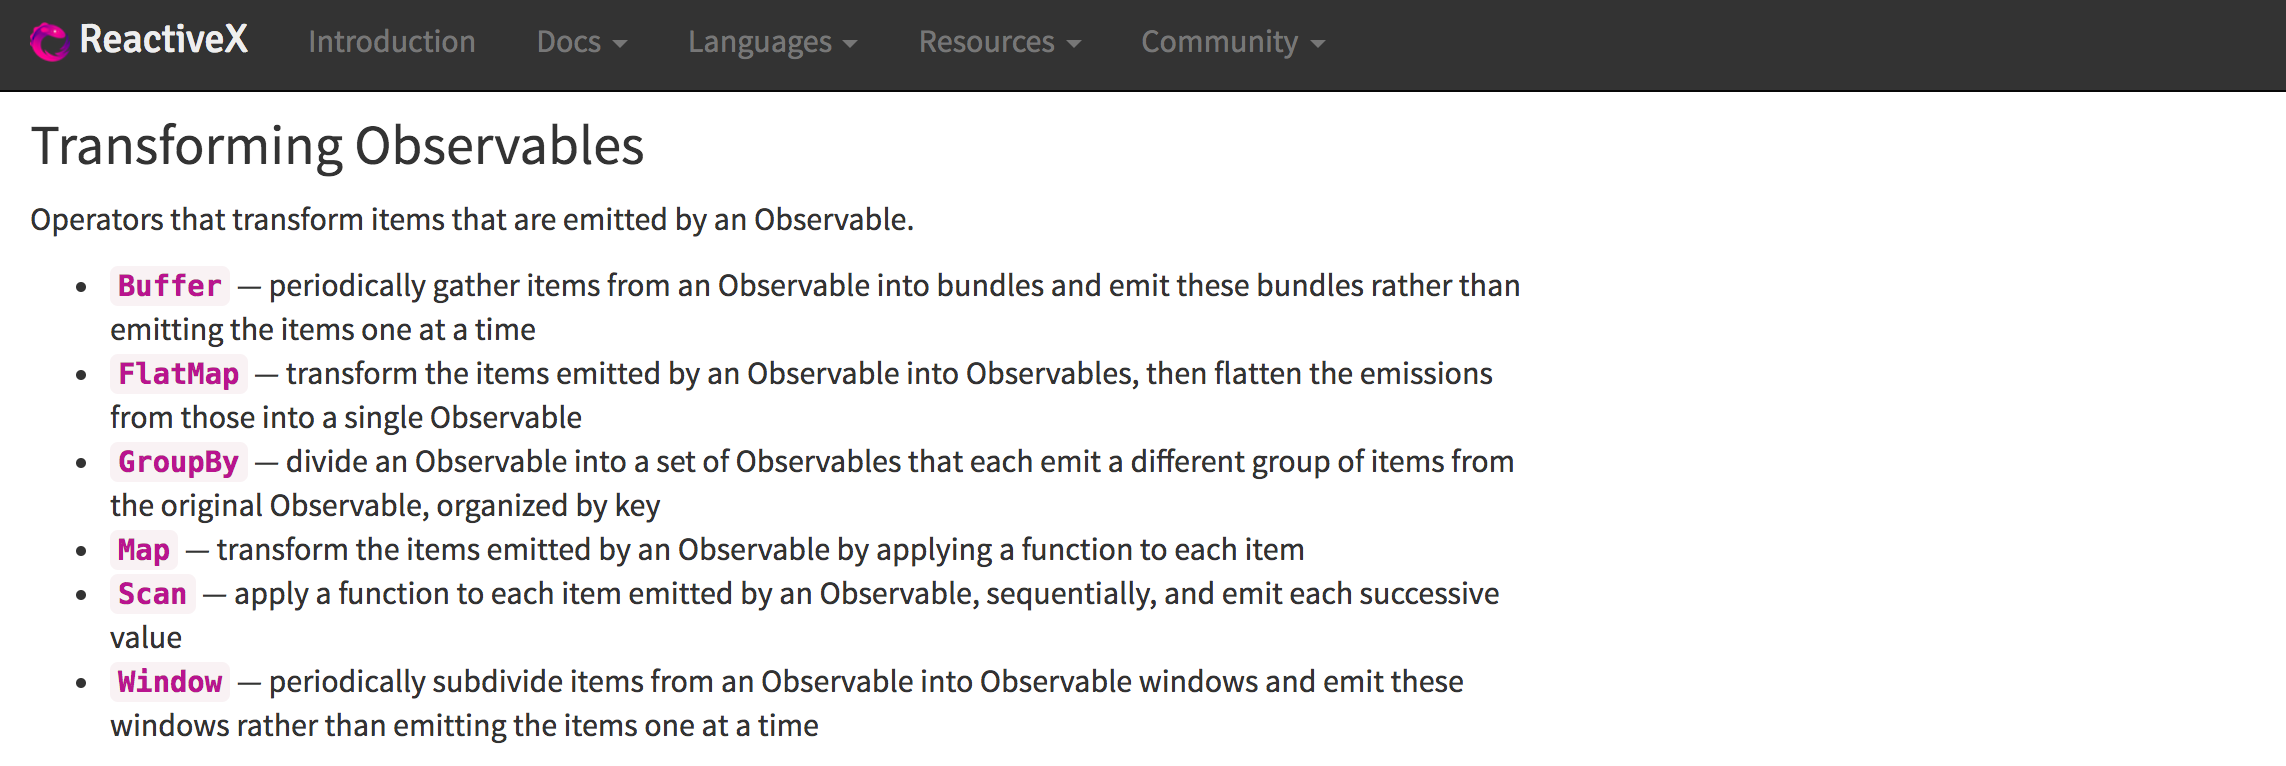 ReactiveX Introduction Docs Languages Resources Community
Transforming Observables
Operators that transform items that are emitted by an Observable.
• Buffer — periodically gather items from an Observable into bundles and emit these bundles rather than
emitting the items one at a time
• FlatMap — transform the items emitted by an Observable into Observables, then flatten the emissions
from those into a single Observable
• GroupBy — divide an Observable into a set of Observables that each emit a different group of items from
the original Observable, organized by key
• Map — transform the items emitted by an Observable by applying a function to each item
• Scan — apply a function to each item emitted by an Observable, sequentially, and emit each successive
value
• Window — periodically subdivide items from an Observable into Observable windows and emit these
windows rather than emitting the items one at a time